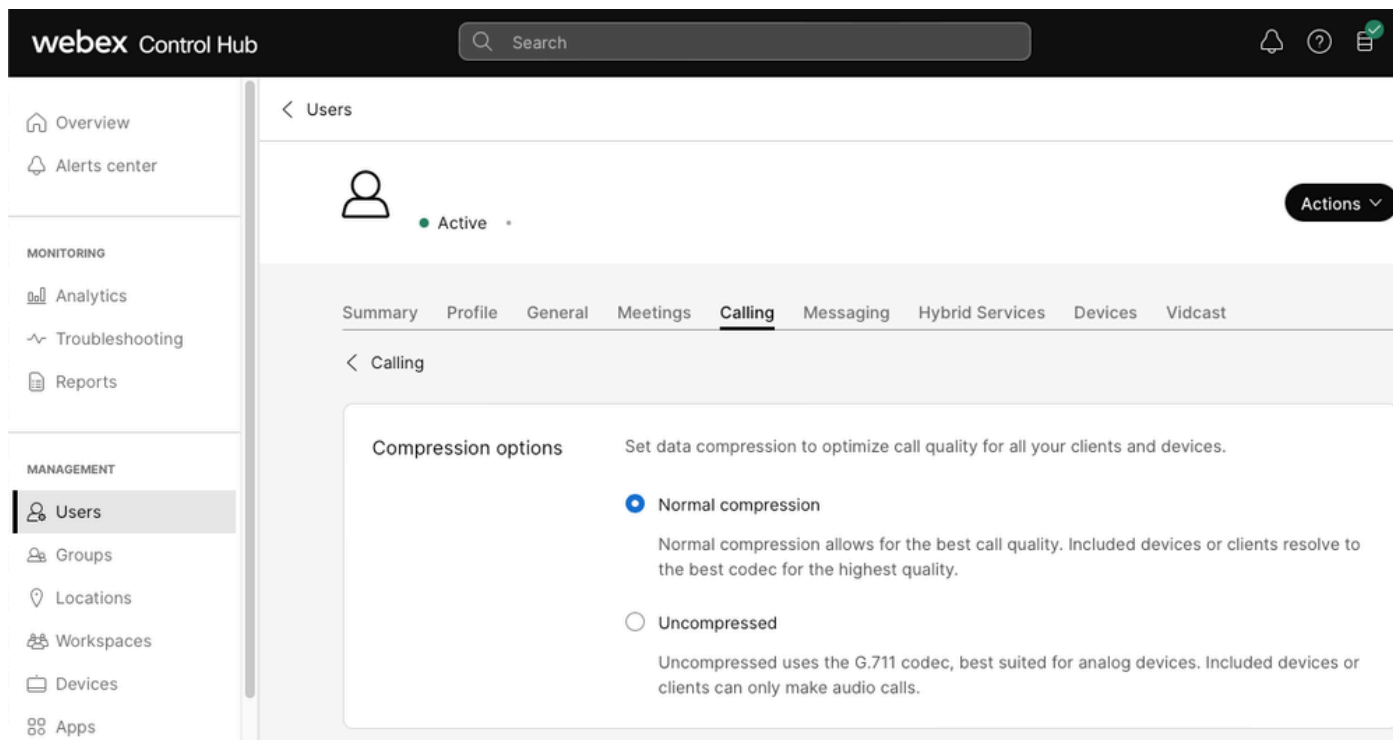 webex Control Hub
Search
Overview
Alerts center
MONITORING
Analytics
Troubleshooting
Reports
MANAGEMENT
Users
Groups
Locations
Workspaces
Devices
Apps
Users
Active
Actions
Summary Profile General Meetings Calling Messaging Hybrid Services Devices Vidcast
Calling
Compression options
Set data compression to optimize call quality for all your clients and devices.
Normal compression
Normal compression allows for the best call quality. Included devices or clients resolve to
the best codec for the highest quality.
Uncompressed
Uncompressed uses the G.711 codec, best suited for analog devices. Included devices or
clients can only make audio calls.